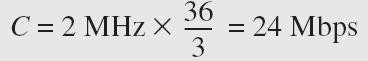 C = 2 MHz × 36/3 = 24 Mbps